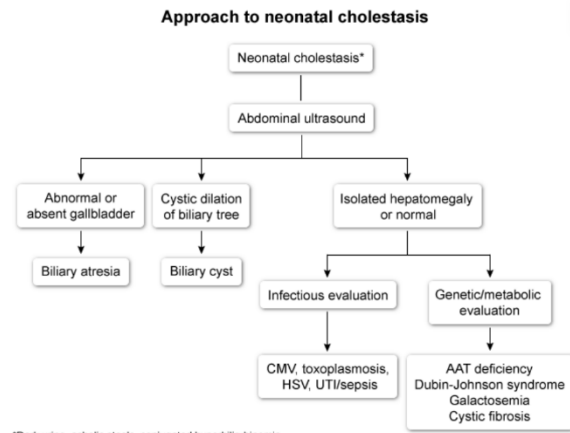 Approach to neonatal cholestasis
Neonatal cholestasis*
Abdominal ultrasound
Abnormal or
absent gallbladder
Cystic dilation
of biliary tree
Isolated hepatomegaly
or normal
Biliary atresia
Biliary cyst
Infectious evaluation
Genetic/metabolic
evaluation
CMV, toxoplasmosis,
HSV, UTI/sepsis
AAT deficiency
Dubin-Johnson syndrome
Galactosemia
Cystic fibrosis